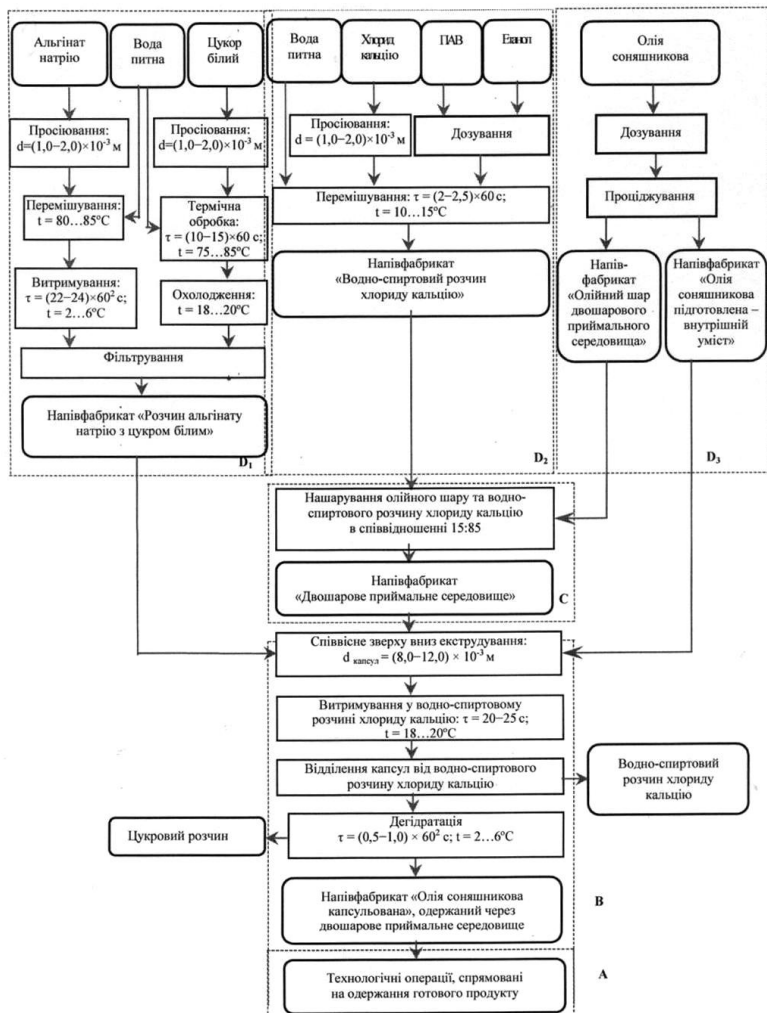 Альгінат
натрію
Вода
питна
Цукор
білий
Вода
питна
Хлорид
кальцію
ПАВ
Етанол
Олія
соняшникова
Просіювання:
d=(1,0–2,0)×10⁻³ м
Просіювання:
d=(1,0–2,0)×10⁻³ м
Просіювання:
d = (1,0–2,0)×10⁻³ м
Дозування
Дозування
Перемішування:
t = 80...85ºС
Термічна
обробка:
τ = (10–15)×60 с;
t = 75...85ºС
Перемішування: τ = (2–2,5)×60 с;
t = 10...15ºС
Проціджування
Витримування:
τ = (22–24)×60² с;
t = 2...6ºС
Охолодження:
t = 18...20ºС
Напівфабрикат
«Водно-спиртовий розчин
хлориду кальцію»
Напів-
фабрикат
«Олійний шар
двошарового
приймального
середовища»
Напівфабрикат
«Олія
соняшникова
підготовлена –
внутрішній
уміст»
Фільтрування
Напівфабрикат «Розчин альгінату
натрію з цукром білим»
D₁
D₂
D₃
Нашарування олійного шару та водно-
спиртового розчину хлориду кальцію
в співвідношенні 15:85
Напівфабрикат
«Двошарове приймальне середовище»
С
Співвісне зверху вниз екструдування:
d капсул = (8,0–12,0) × 10⁻³ м
Витримування у водно-спиртовому
розчині хлориду кальцію: τ = 20–25 с;
t = 18...20ºС
Відділення капсул від водно-спиртового
розчину хлориду кальцію
Водно-спиртовий
розчин хлориду
кальцію
Дегідратація
τ = (0,5–1,0) × 60² с; t = 2...6ºС
Цукровий розчин
Напівфабрикат «Олія соняшникова
капсульована», одержаний через
двошарове приймальне середовище
В
Технологічні операції, спрямовані
на одержання готового продукту
А